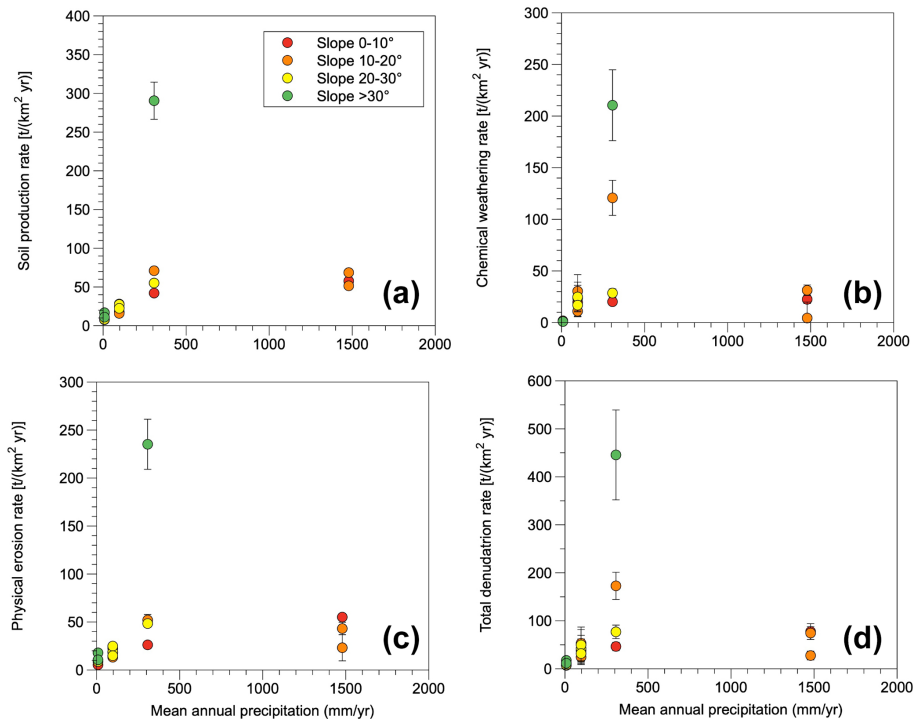 400
350
300
250
200
150
100
50
0
Soil production rate [t/(km² yr)]
Slope 0-10°
Slope 10-20°
Slope 20-30°
Slope >30°
(a)
0 500 1000 1500 2000
300
250
200
150
100
50
0
Chemical weathering rate [t/(km² yr)]
(b)
0 500 1000 1500 2000
300
250
200
150
100
50
0
Physical erosion rate [t/(km² yr)]
(c)
0 500 1000 1500 2000
Mean annual precipitation (mm/yr)
600
500
400
300
200
100
0
Total denudatrion rate [t/(km² yr)]
(d)
0 500 1000 1500 2000
Mean annual precipitation (mm/yr)